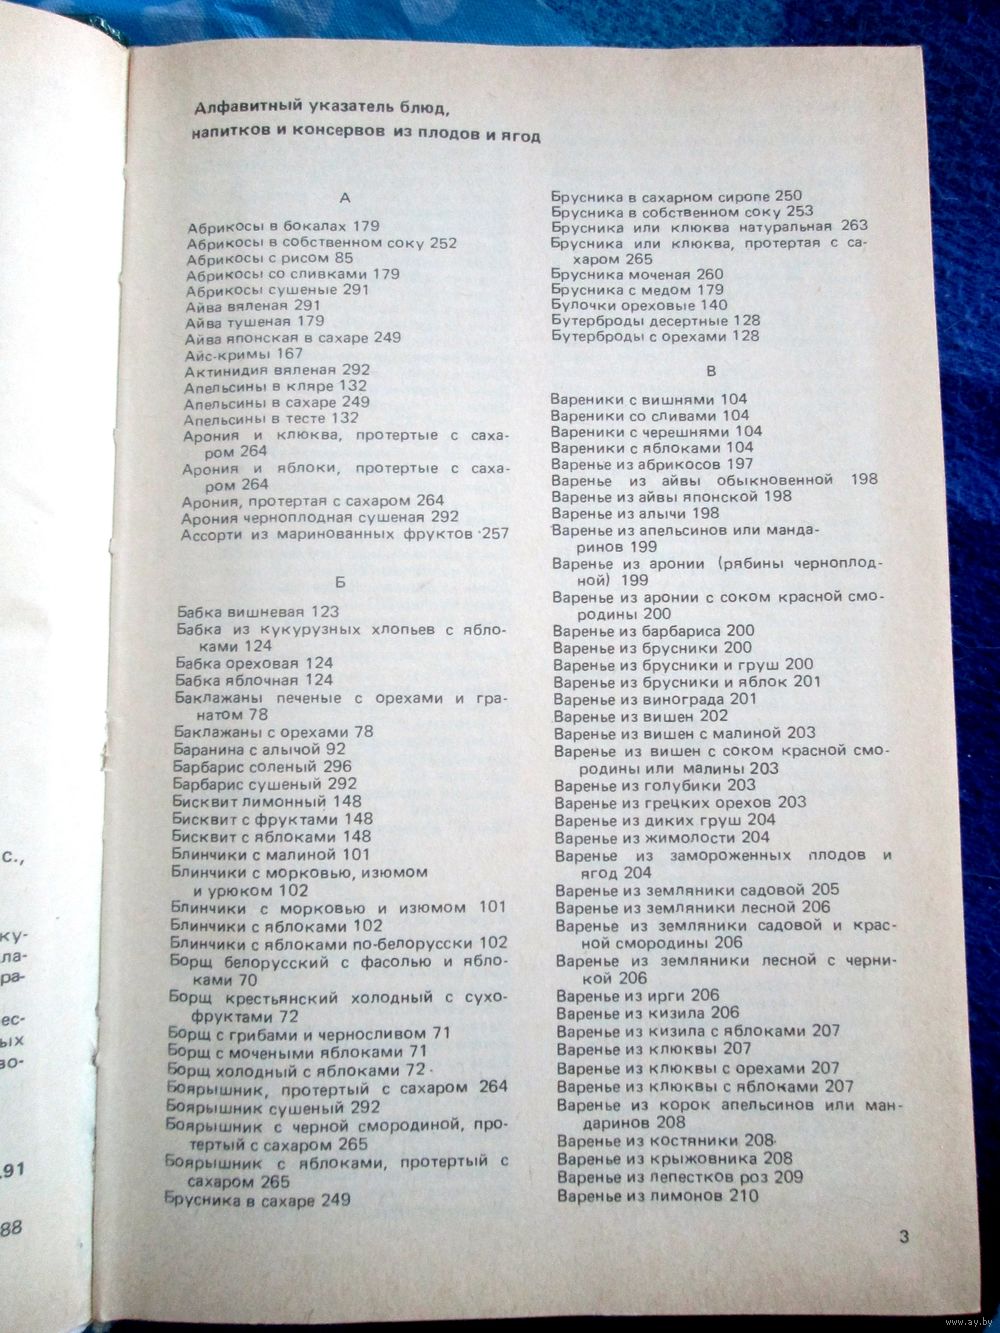 Алфавитный указатель блюд,
напитков и консервов из плодов и ягод
А
Абрикосы в бокалах 179
Абрикосы в собственном соку 252
Абрикосы с рисом 85
Абрикосы со сливками 179
Абрикосы сушеные 291
Айва вяленая 291
Айва тушеная 179
Айва японская в сахаре 249
Айс-кримы 167
Актинидия вяленая 292
Апельсины в кляре 132
Апельсины в сахаре 249
Апельсины в тесте 132
Арония и клюква, протертые с саха-
ром 264
Арония и яблоки, протертые с саха-
ром 264
Арония, протертая с сахаром 264
Арония черноплодная сушеная 292
Ассорти из маринованных фруктов 257
Б
Бабка вишневая 123
Бабка из кукурузных хлопьев с ябло-
ками 124
Бабка ореховая 124
Бабка яблочная 124
Баклажаны печеные с орехами и гра-
натом 78
Баклажаны с орехами 78
Баранина с алычой 92
Барбарис соленый 296
Барбарис сушеный 292
Бисквит лимонный 148
Бисквит с фруктами 148
Бисквит с яблоками 148
Блинчики с малиной 101
Блинчики с морковью, изюмом
и урюком 102
Блинчики с морковью и изюмом 101
Блинчики с яблоками 102
Блинчики с яблоками по-белорусски 102
Борщ белорусский с фасолью и ябло-
ками 70
Борщ крестьянский холодный с сухо-
фруктами 72
Борщ с грибами и черносливом 71
Борщ с мочеными яблоками 71
Борщ холодный с яблоками 72
Боярышник, протертый с сахаром 264
Боярышник сушеный 292
Боярышник с черной смородиной, про-
тертый с сахаром 265
Боярышник с яблоками, протертый с
сахаром 265
Брусника в сахаре 249
Брусника в сахарном сиропе 250
Брусника в собственном соку 253
Брусника или клюква натуральная 263
Брусника или клюква, протертая с са-
харом 265
Брусника моченая 260
Брусника с медом 179
Булочки ореховые 140
Бутерброды десертные 128
Бутерброды с орехами 128
В
Вареники с вишнями 104
Вареники со сливами 104
Вареники с черешнями 104
Вареники с яблоками 104
Варенье из абрикосов 197
Варенье из айвы обыкновенной 198
Варенье из айвы японской 198
Варенье из алычи 198
Варенье из апельсинов или манда-
ринов 199
Варенье из аронии (рябины черноплод-
ной) 199
Варенье из аронии с соком красной смо-
родины 200
Варенье из барбариса 200
Варенье из брусники 200
Варенье из брусники и груш 200
Варенье из брусники и яблок 201
Варенье из винограда 201
Варенье из вишен 202
Варенье из вишен с малиной 203
Варенье из вишен с соком красной смо-
родины или малины 203
Варенье из голубики 203
Варенье из грецких орехов 203
Варенье из диких груш 204
Варенье из жимолости 204
Варенье из замороженных плодов и
ягод 204
Варенье из земляники садовой 205
Варенье из земляники лесной 206
Варенье из земляники садовой и крас-
ной смородины 206
Варенье из земляники лесной с черни-
кой 206
Варенье из ирги 206
Варенье из кизила 206
Варенье из кизила с яблоками 207
Варенье из клюквы 207
Варенье из клюквы с орехами 207
Варенье из клюквы с яблоками 207
Варенье из корок апельсинов или ман-
даринов 208
Варенье из костяники 208
Варенье из крыжовника 208
Варенье из лепестков роз 209
Варенье из лимонов 210
3
с.,
ку-
ла-
ра-
ес-
ых
во-
.91
88
www.ay.by